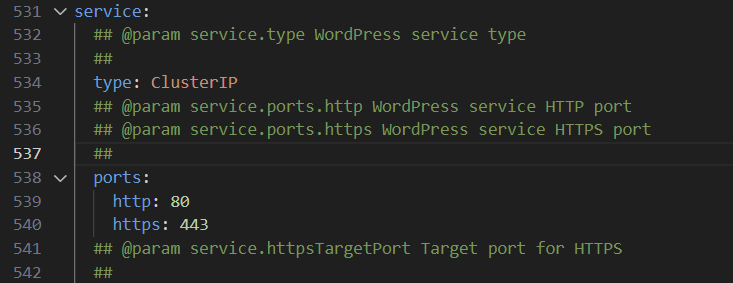 531 service:
532 ## @param service.type WordPress service type
533 ##
534 type: ClusterIP
535 ## @param service.ports.http WordPress service HTTP port
536 ## @param service.ports.https WordPress service HTTPS port
537 ##
538 ports:
539 http: 80
540 https: 443
541 ## @param service.httpsTargetPort Target port for HTTPS
542 ##